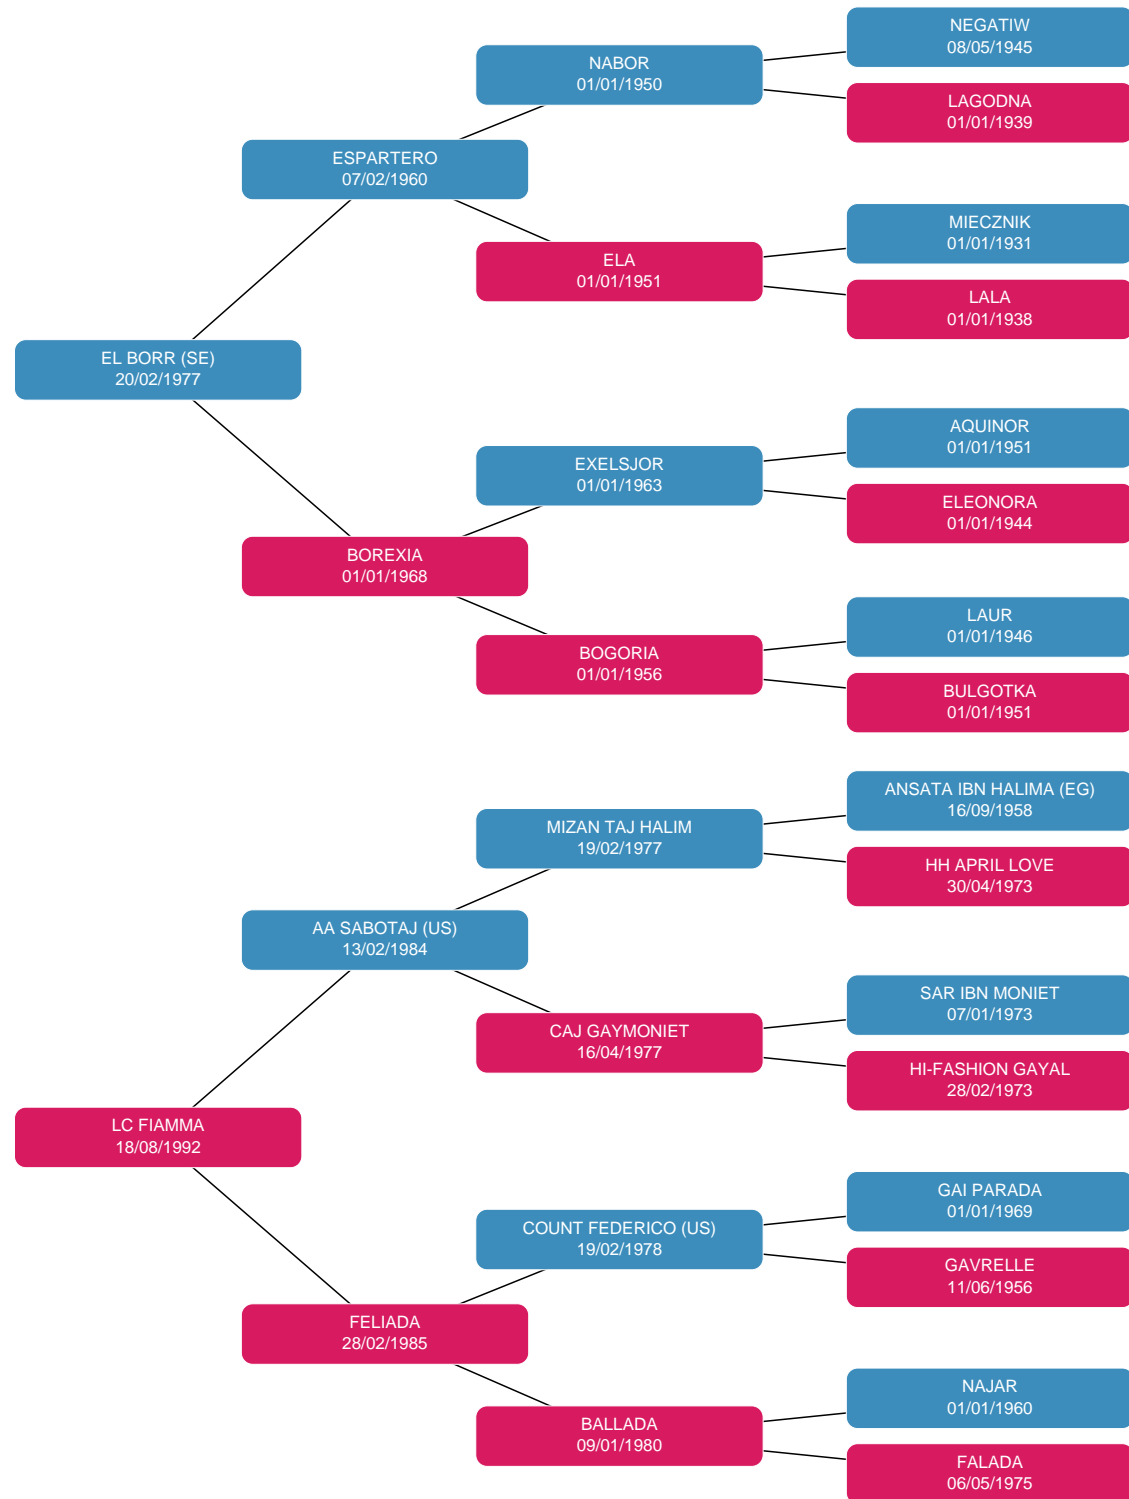 NEGATIW
08/05/1945
NABOR
01/01/1950
LAGODNA
01/01/1939
ESPARTERO
07/02/1960
MIECZNIK
01/01/1931
ELA
01/01/1951
LALA
01/01/1938
EL BORR (SE)
20/02/1977
AQUINOR
01/01/1951
EXELSJOR
01/01/1963
ELEONORA
01/01/1944
BOREXIA
01/01/1968
LAUR
01/01/1946
BOGORIA
01/01/1956
BULGOTKA
01/01/1951
ANSATA IBN HALIMA (EG)
16/09/1958
MIZAN TAJ HALIM
19/02/1977
HH APRIL LOVE
30/04/1973
AA SABOTAJ (US)
13/02/1984
SAR IBN MONIET
07/01/1973
CAJ GAYMONIET
16/04/1977
HI-FASHION GAYAL
28/02/1973
LC FIAMMA
18/08/1992
GAI PARADA
01/01/1969
COUNT FEDERICO (US)
19/02/1978
GAVRELLE
11/06/1956
FELIADA
28/02/1985
NAJAR
01/01/1960
BALLADA
09/01/1980
FALADA
06/05/1975